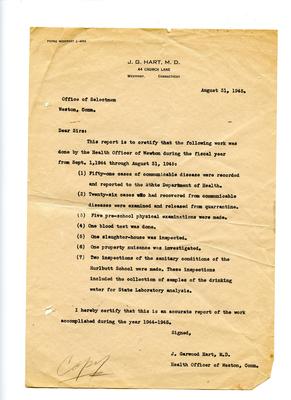 PHONE WESTPORT 2-4053
J. G. HART, M. D.
44 CHURCH LANE
WESTPORT, CONNECTICUT
August 31, 1945.
Office of Selectmen
Weston, Conn.
Dear Sirs:
This report is to certify that the following work was
done by the Health Officer of Weston during the fiscal year
from Sept. 1,1944 through August 31, 1945:
(1) Fifty-one cases of communicable disease were recorded
and reported to the State Department of Health.
(2) Twenty-six cases who had recovered from communicable
diseases were examined and released from quarantine.
(3) Five pre-school physical examinations were made.
(4) One blood test was done.
(5) One slaughter-house was inspected.
(6) One property nuisance was investigated.
(7) Two inspections of the sanitary conditions of the
Hurlbutt School were made. These inspections
included the collection of samples of the drinking
water for State Laboratory analysis.
I hereby certify that this is an accurate report of the work
accomplished during the year 1944-1945.
Signed,
J. Garwood Hart, M.D.
Health Officer of Weston, Conn.
Copy